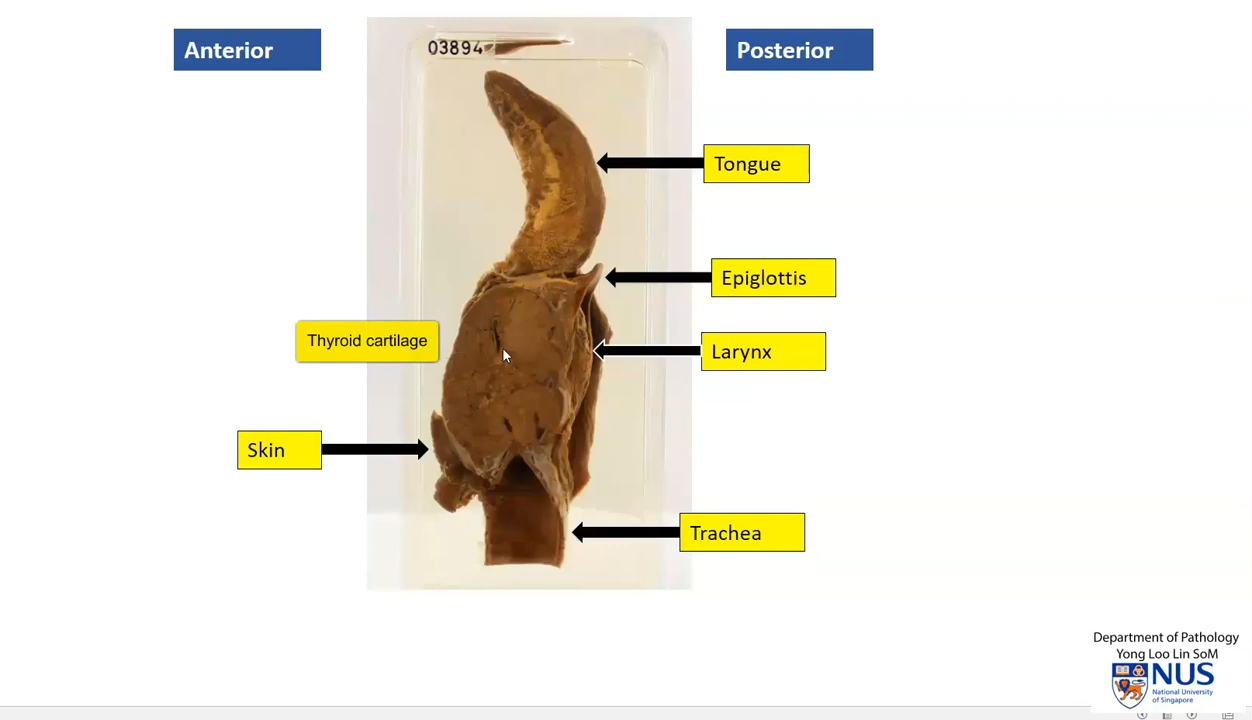 Anterior
Posterior
03894
Tongue
Epiglottis
Thyroid cartilage
Larynx
Skin
Trachea
Department of Pathology
Yong Loo Lin SoM
NUS
National University
of Singapore